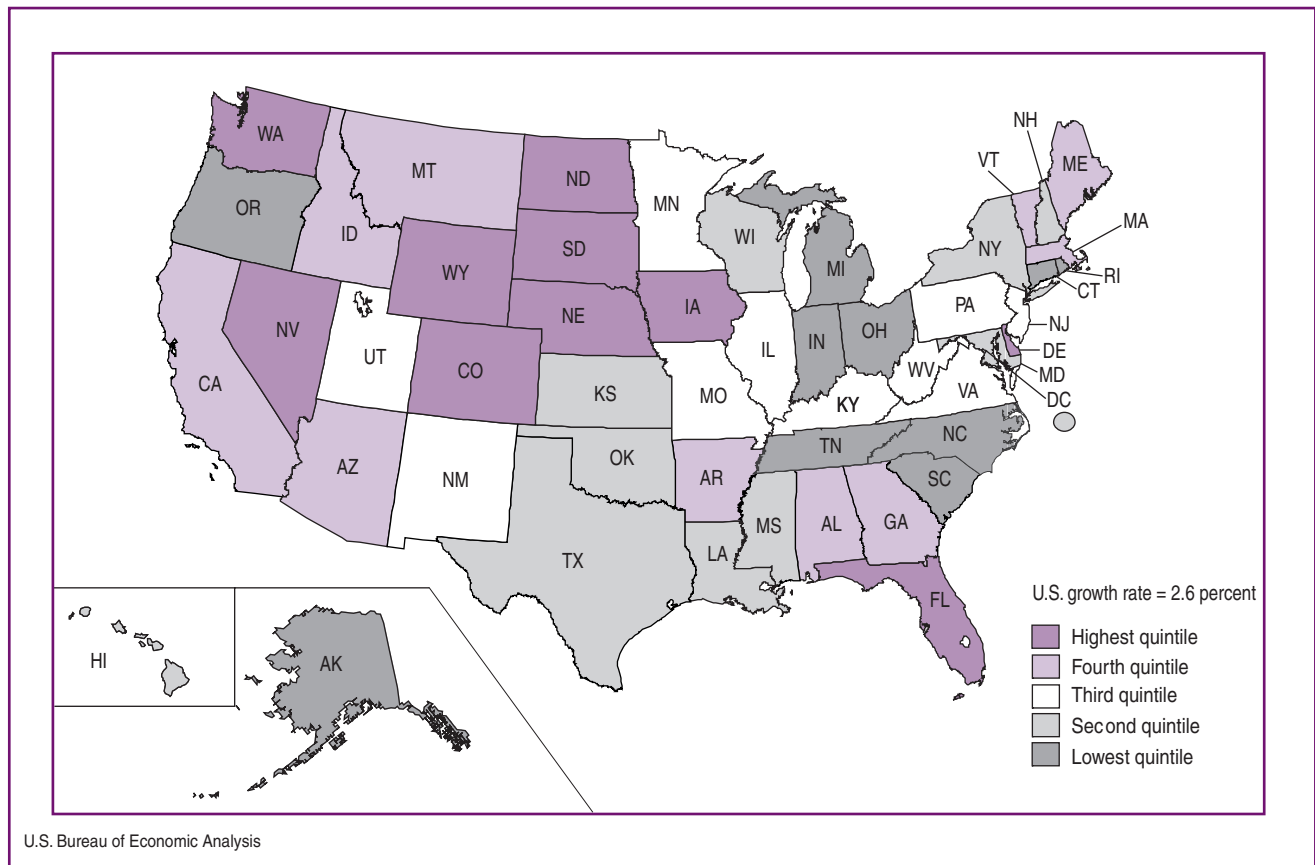 WA
OR
CA
NV
ID
MT
WY
UT
AZ
CO
NM
ND
SD
NE
KS
OK
TX
MN
IA
MO
AR
LA
WI
IL
MI
IN
OH
KY
TN
MS
AL
GA
FL
SC
NC
VA
WV
PA
NY
VT
NH
ME
MA
RI
CT
NJ
DE
MD
DC
HI
AK
U.S. growth rate = 2.6 percent
Highest quintile
Fourth quintile
Third quintile
Second quintile
Lowest quintile
U.S. Bureau of Economic Analysis